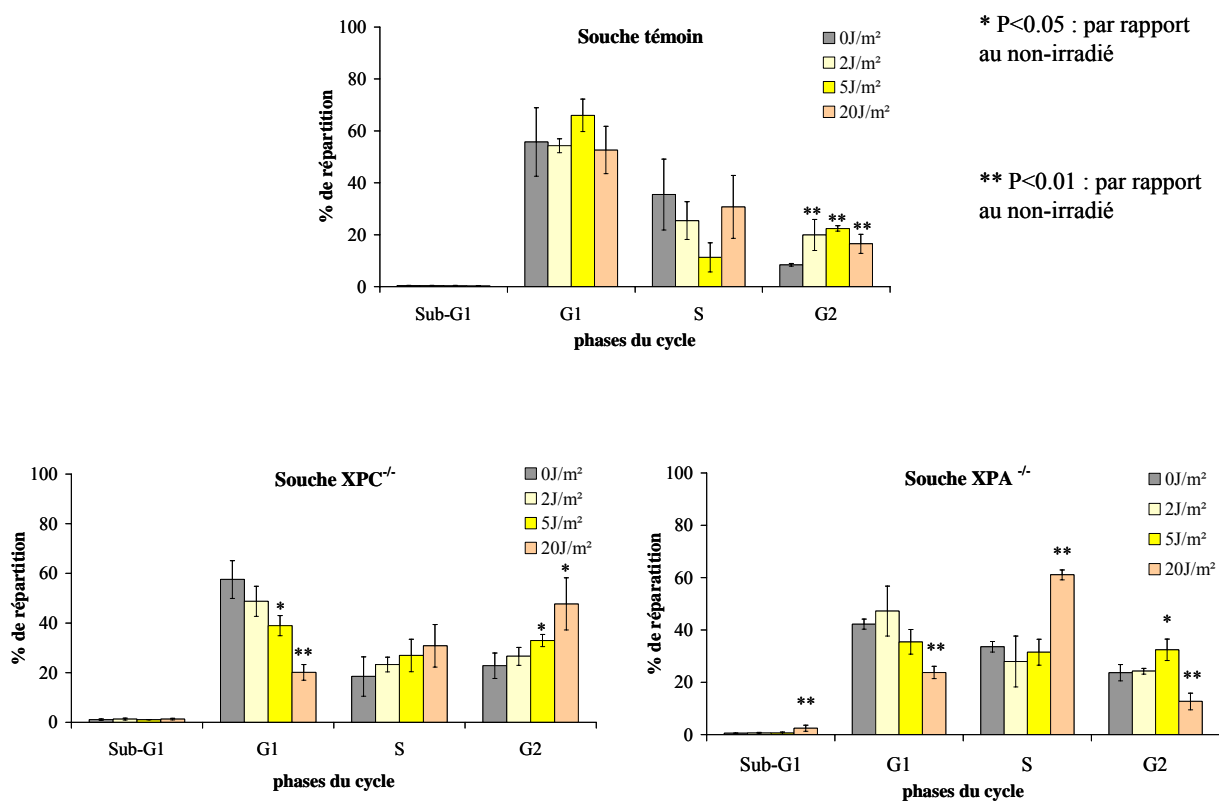 Souche témoin
0J/m²
2J/m²
5J/m²
20J/m²
* P<0.05 : par rapport
au non-irradié
** P<0.01 : par rapport
au non-irradié
% de répartition
100
80
60
40
20
0
** ** **
Sub-G1 G1 S G2
phases du cycle
Souche XPC-/-
0J/m²
2J/m²
5J/m²
20J/m²
% de répartition
100
80
60
40
20
0
* ** * *
Sub-G1 G1 S G2
phases du cycle
Souche XPA -/-
0J/m²
2J/m²
5J/m²
20J/m²
% de réparatition
100
80
60
40
20
0
** ** ** * **
Sub-G1 G1 S G2
phases du cycle